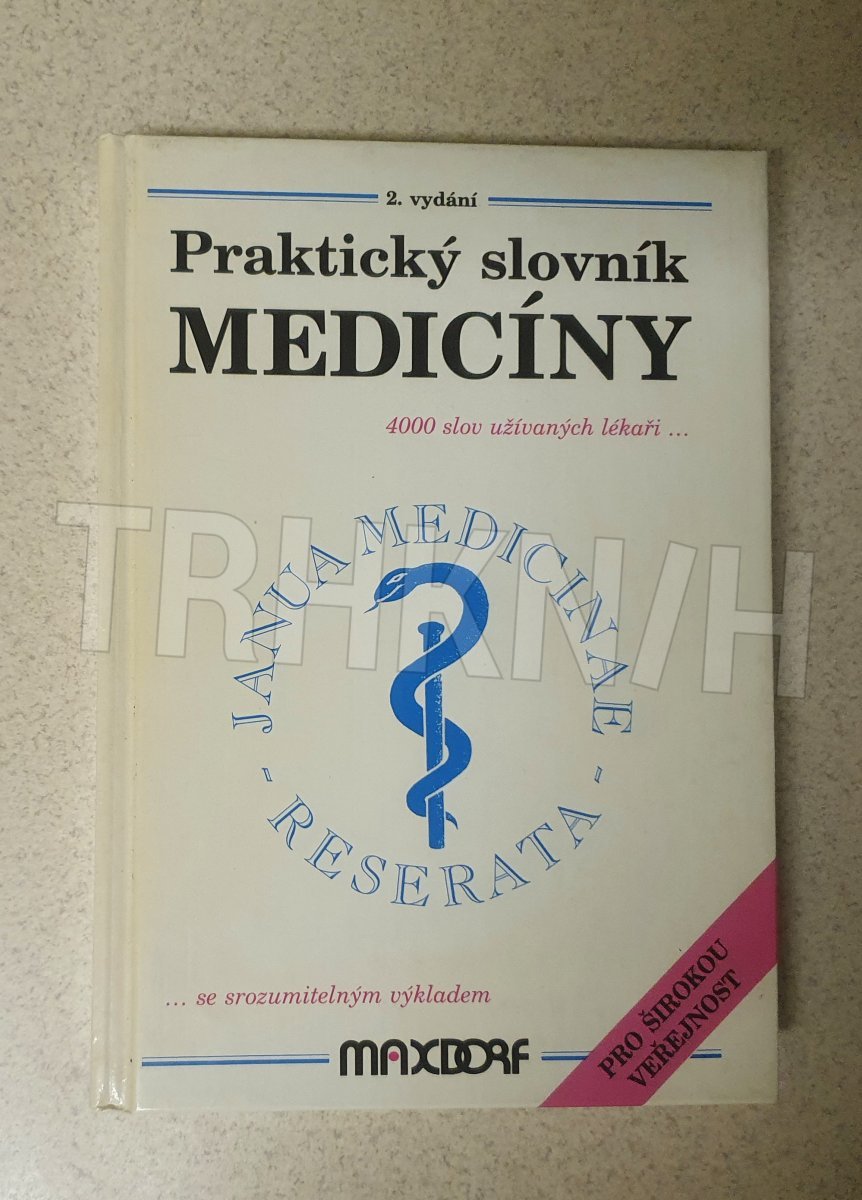 2. vydání
Praktický slovník
MEDICÍNY
4000 slov užívaných lékaři ...
JANUA MEDICINAE
- RESERATA -
TRHKNIH
... se srozumitelným výkladem
PRO ŠIROKOU
VEŘEJNOST
MAXDORF